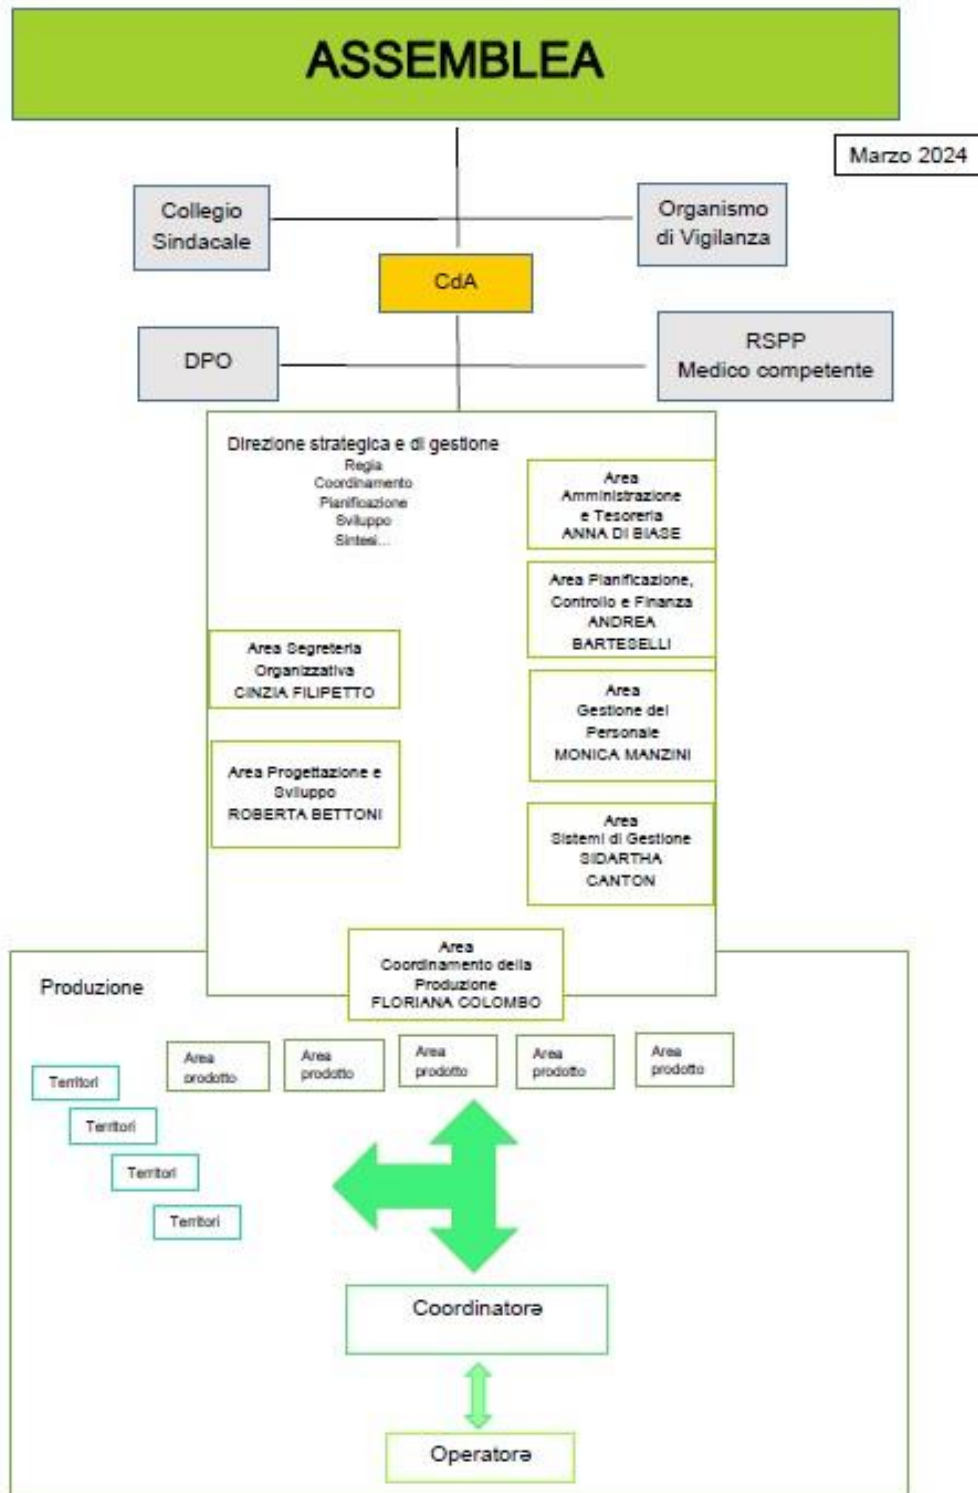 ASSEMBLEA
Marzo 2024
Collegio
Sindacale
Organismo
di Vigilanza
CdA
DPO
RSPP
Medico competente
Direzione strategica e di gestione
Regia
Coordinamento
Pianificazione
Sviluppo
Sintesi...
Area
Amministrazione
e Tesoreria
ANNA DI BIASE
Area Pianificazione,
Controllo e Finanza
ANDREA
BARTESELLI
Area Segreteria
Organizzativa
CINZIA FILIPETTO
Area
Gestione del
Personale
MONICA MANZINI
Area Progettazione e
Sviluppo
ROBERTA BETTONI
Area
Sistemi di Gestione
SIDARTHA
CANTON
Area
Coordinamento della
Produzione
FLORIANA COLOMBO
Produzione
Area
prodotto
Area
prodotto
Area
prodotto
Area
prodotto
Area
prodotto
Territori
Territori
Territori
Territori
Coordinatorə
Operatorə